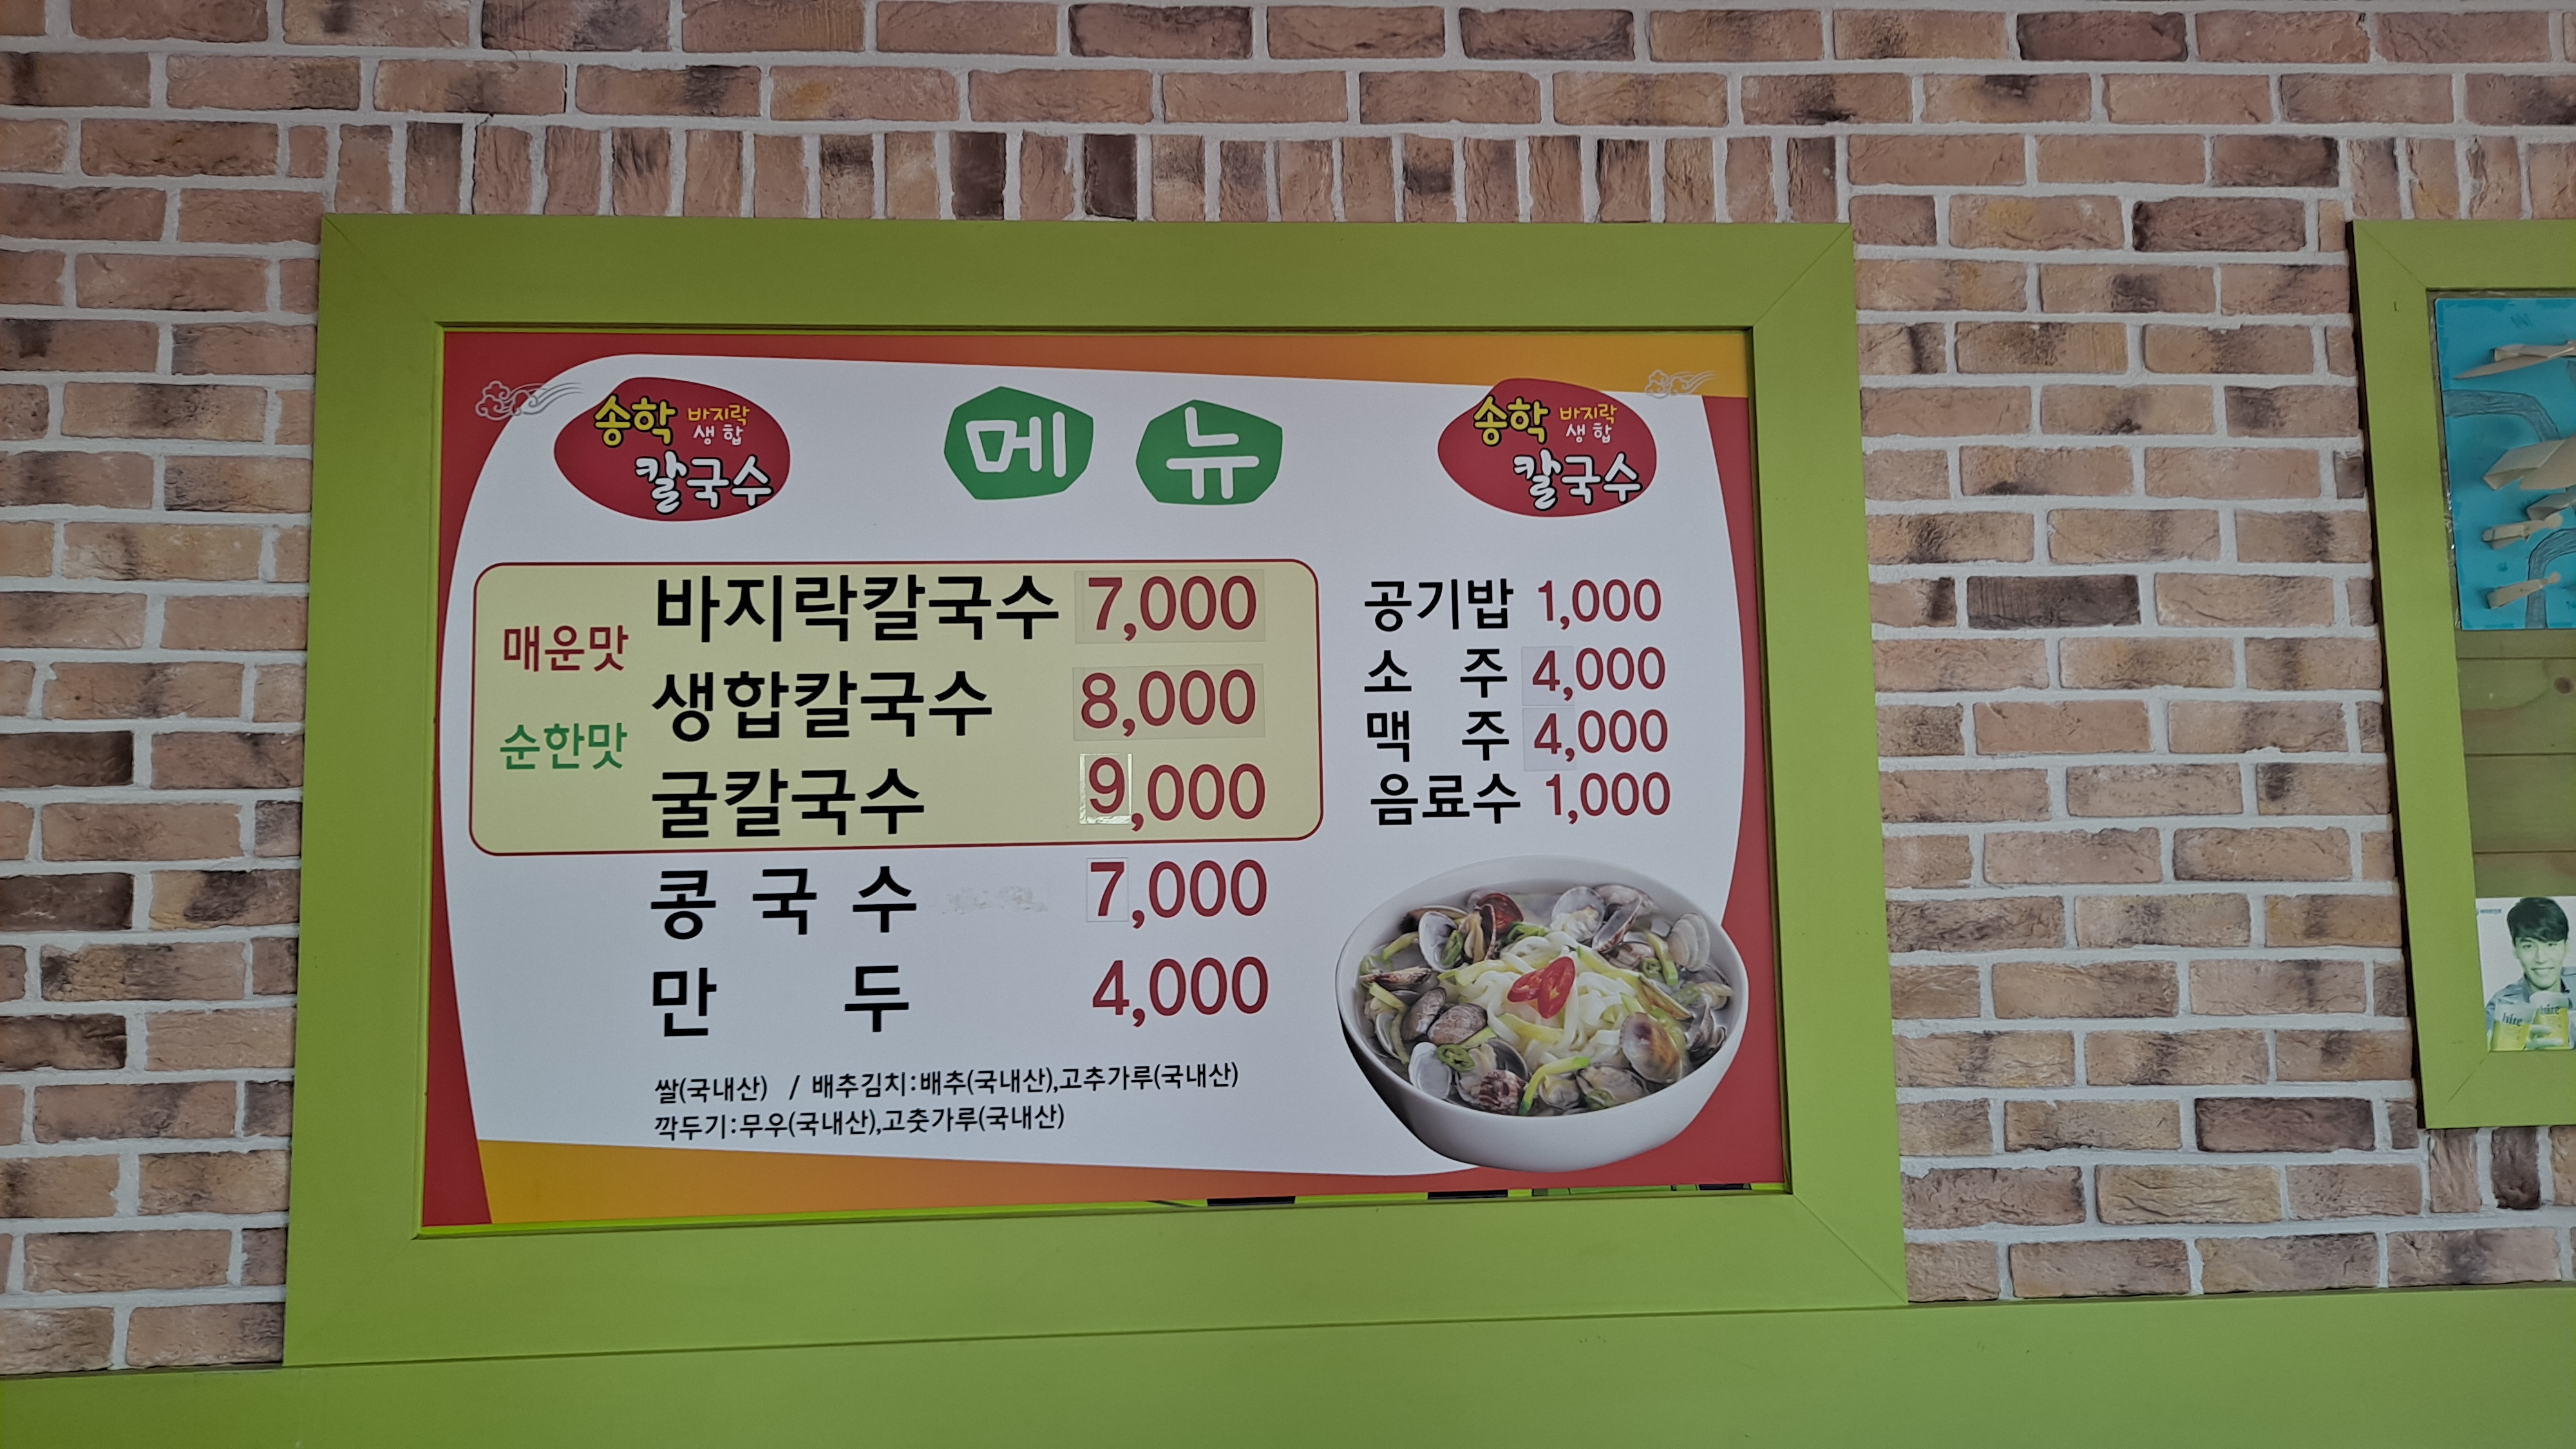 송학 바지락
생합
칼국수
메뉴
송학 바지락
생합
칼국수
매운맛
순한맛
바지락칼국수 7,000
생합칼국수 8,000
굴칼국수 9,000
콩국수 7,000
만두 4,000
공기밥 1,000
소주 4,000
맥주 4,000
음료수 1,000
쌀(국내산) / 배추김치:배추(국내산),고추가루(국내산)
깍두기:무우(국내산),고춧가루(국내산)
hite
hite